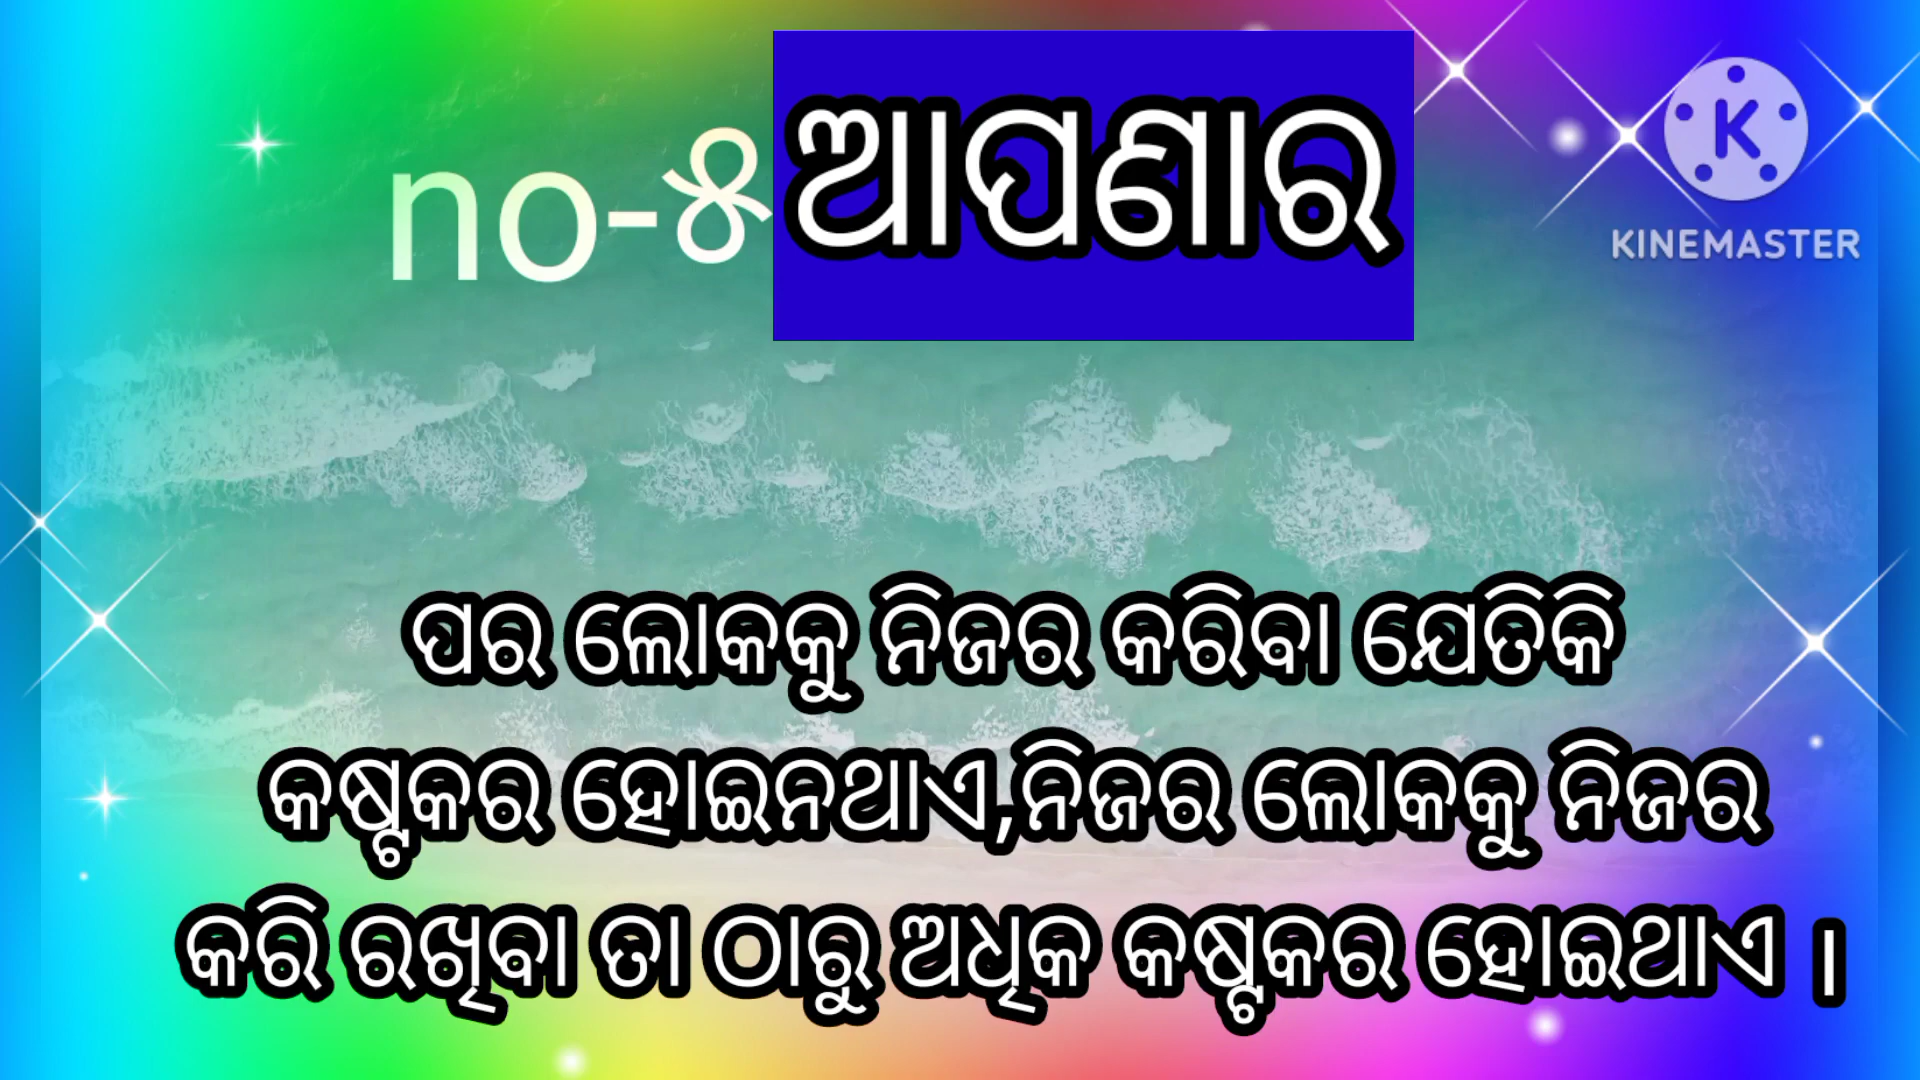 no-୫ ଆପଣାର
KINEMASTER
ପର ଲୋକକୁ ନିଜର କରିବା ଯେତିକି
କଷ୍ଟକର ହୋଇନଥାଏ,ନିଜର ଲୋକକୁ ନିଜର
କରି ରଖିବା ତା ଠାରୁ ଅଧିକ କଷ୍ଟକର ହୋଇଥାଏ ।